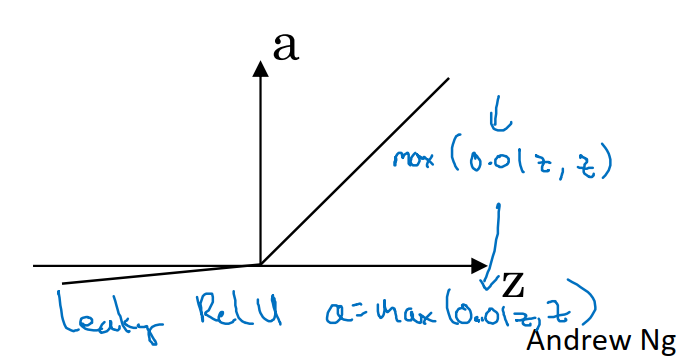 a
max (0.01z, z)
z
Leaky ReLU a=max(0.01z, z)
Andrew Ng